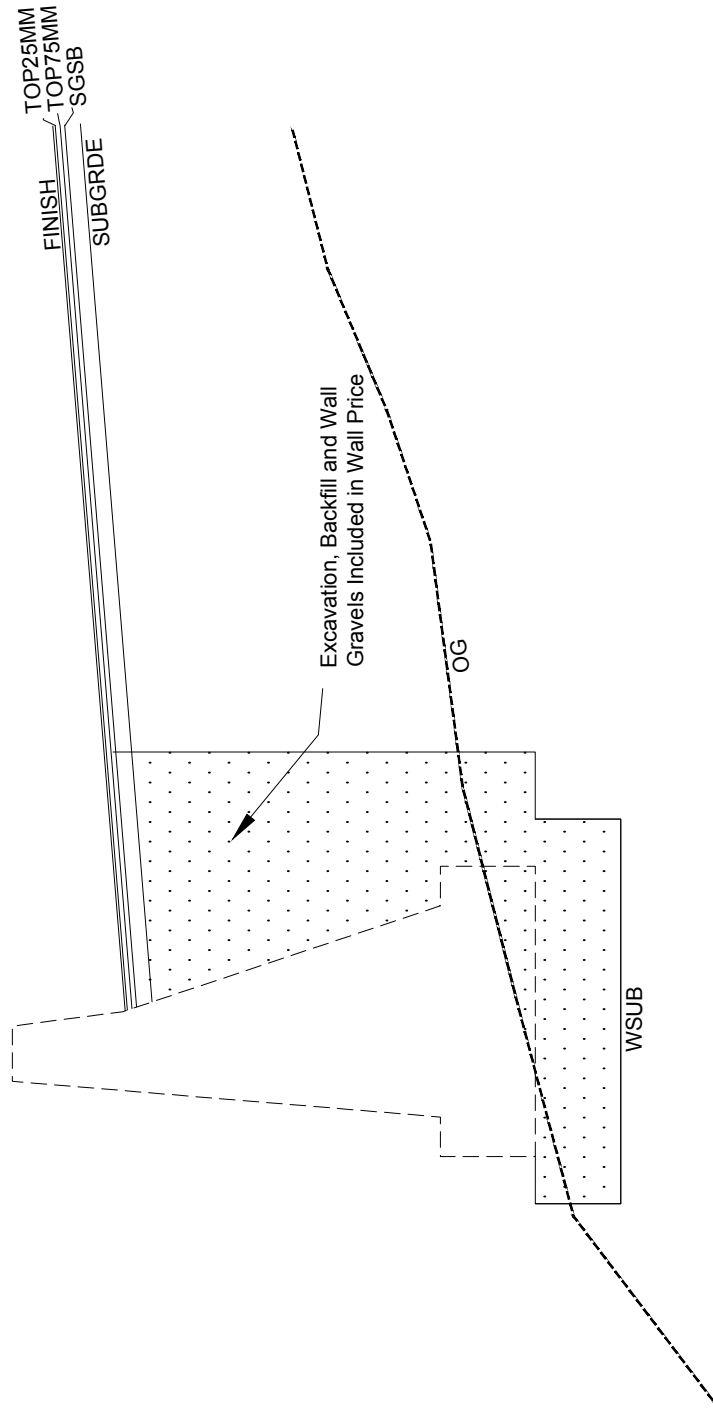 TOP25MM
TOP75MM
SGSB
FINISH
SUBGRDE
Excavation, Backfill and Wall
Gravels Included in Wall Price
OG
WSUB